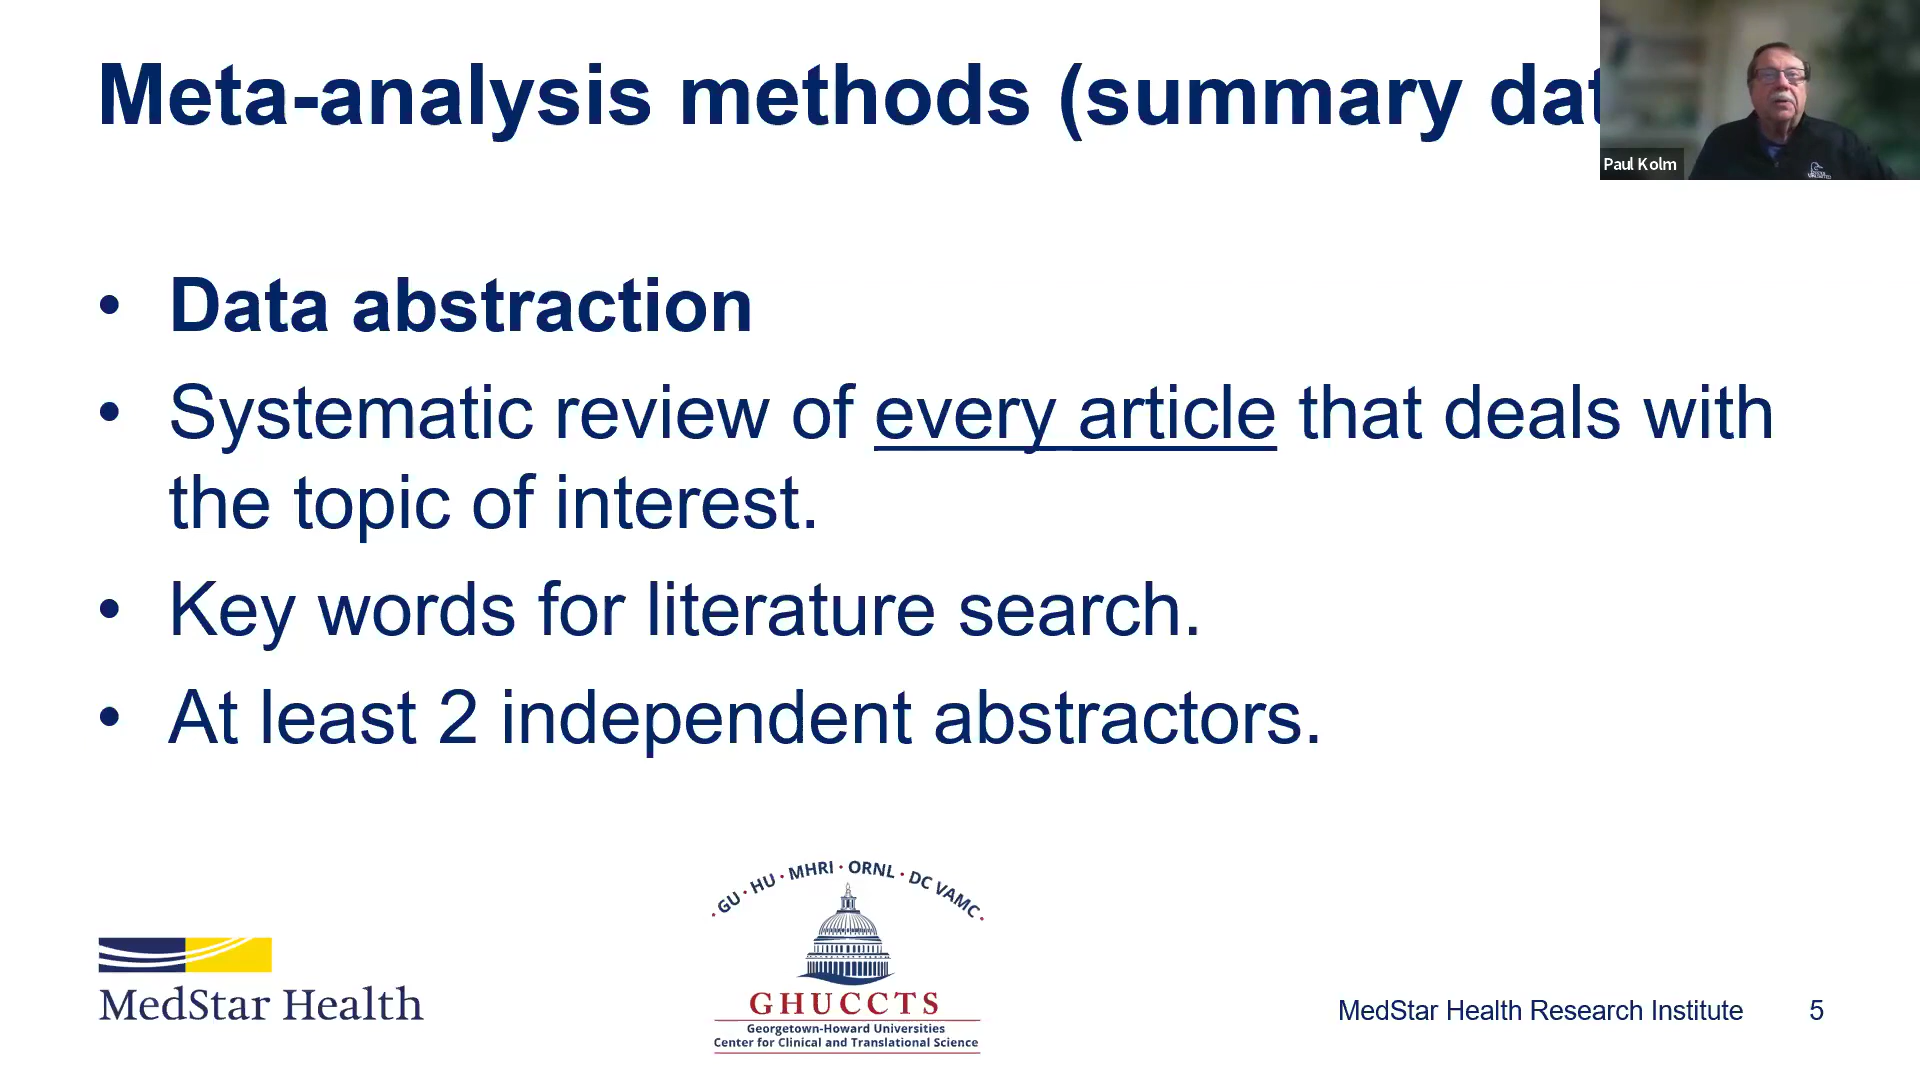 Meta-analysis methods (summary dat
Paul Kolm
• Data abstraction
• Systematic review of every article that deals with
the topic of interest.
• Key words for literature search.
• At least 2 independent abstractors.
· GU · HU · MHRI · ORNL · DC VAMC ·
GHUCCTS
Georgetown-Howard Universities
Center for Clinical and Translational Science
MedStar Health
MedStar Health Research Institute 5